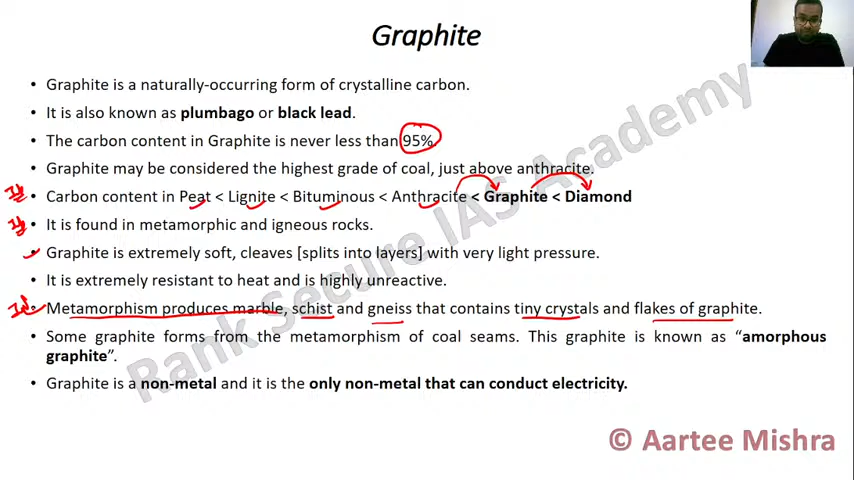 Graphite
• Graphite is a naturally-occurring form of crystalline carbon.
• It is also known as plumbago or black lead.
• The carbon content in Graphite is never less than 95%.
• Graphite may be considered the highest grade of coal, just above anthracite.
• Carbon content in Peat < Lignite < Bituminous < Anthracite < Graphite < Diamond
• It is found in metamorphic and igneous rocks.
• Graphite is extremely soft, cleaves [splits into layers] with very light pressure.
• It is extremely resistant to heat and is highly unreactive.
• Metamorphism produces marble, schist and gneiss that contains tiny crystals and flakes of graphite.
• Some graphite forms from the metamorphism of coal seams. This graphite is known as “amorphous
graphite”.
• Graphite is a non-metal and it is the only non-metal that can conduct electricity.
Rank Secure IAS Academy
© Aartee Mishra